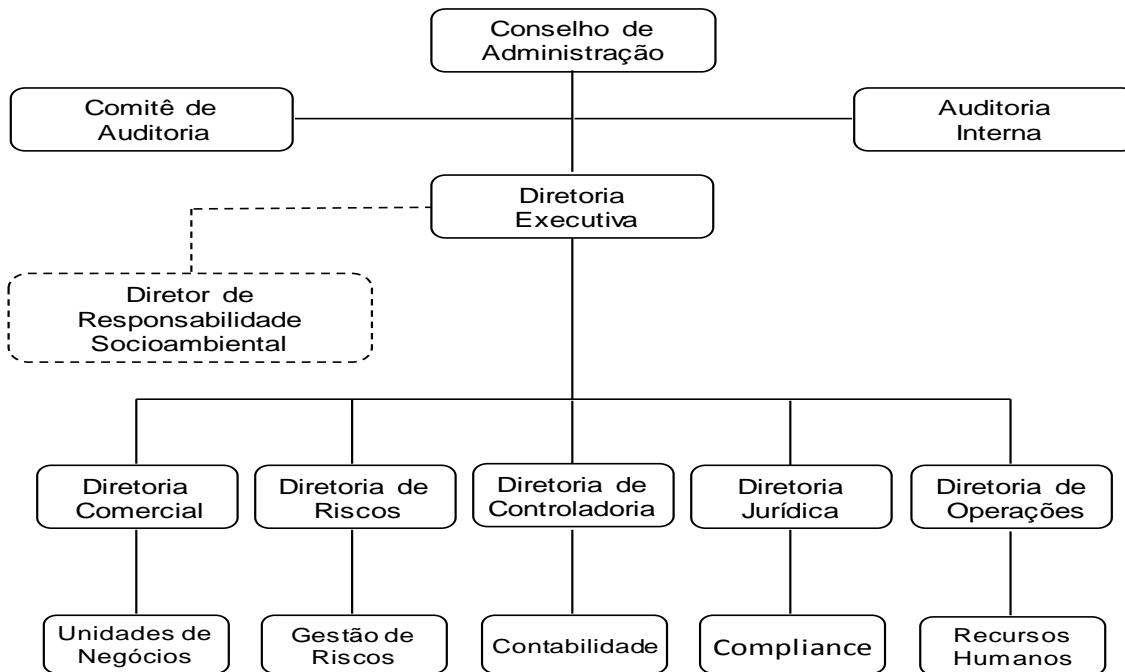 Conselho de
Administração
Comitê de
Auditoria
Auditoria
Interna
Diretoria
Executiva
Diretor de
Responsabilidade
Socioambiental
Diretoria
Comercial
Diretoria de
Riscos
Diretoria de
Controladoria
Diretoria
Jurídica
Diretoria de
Operações
Unidades de
Negócios
Gestão de
Riscos
Contabilidade
Compliance
Recursos
Humanos